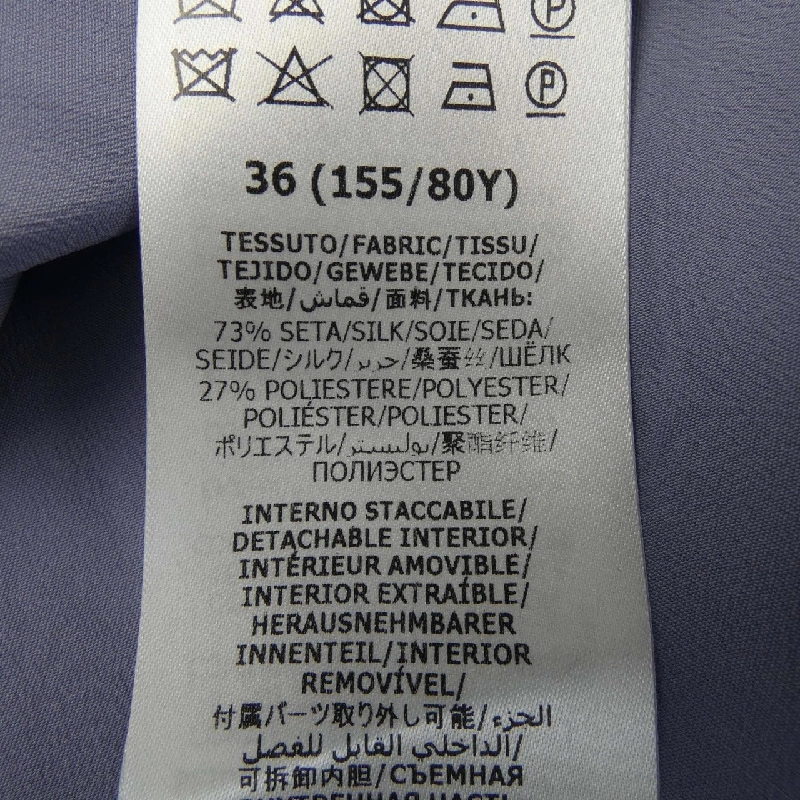 P
P
36 (155/80Y)
TESSUTO/FABRIC/TISSU/
TEJIDO/GEWEBE/TECIDO/
表地/قماش/面料/ТКАНЬ:
73% SETA/SILK/SOIE/SEDA/
SEIDE/シルク/حرير/桑蚕丝/ШЁЛК
27% POLIESTERE/POLYESTER/
POLIÉSTER/POLIESTER/
ポリエステル/بوليستر/聚酯纤维/
ПОЛИЭСТЕР
INTERNO STACCABILE/
DETACHABLE INTERIOR/
INTÉRIEUR AMOVIBLE/
INTERIOR EXTRAÍBLE/
HERAUSNEHMBARER
INNENTEIL/INTERIOR
REMOVÍVEL/
付属パーツ取り外し可能/الجزء
الداخلي القابل للفصل/
可拆卸内胆/СЪЕМНАЯ
ВНУТРЕННЯЯ ЧАСТЬ